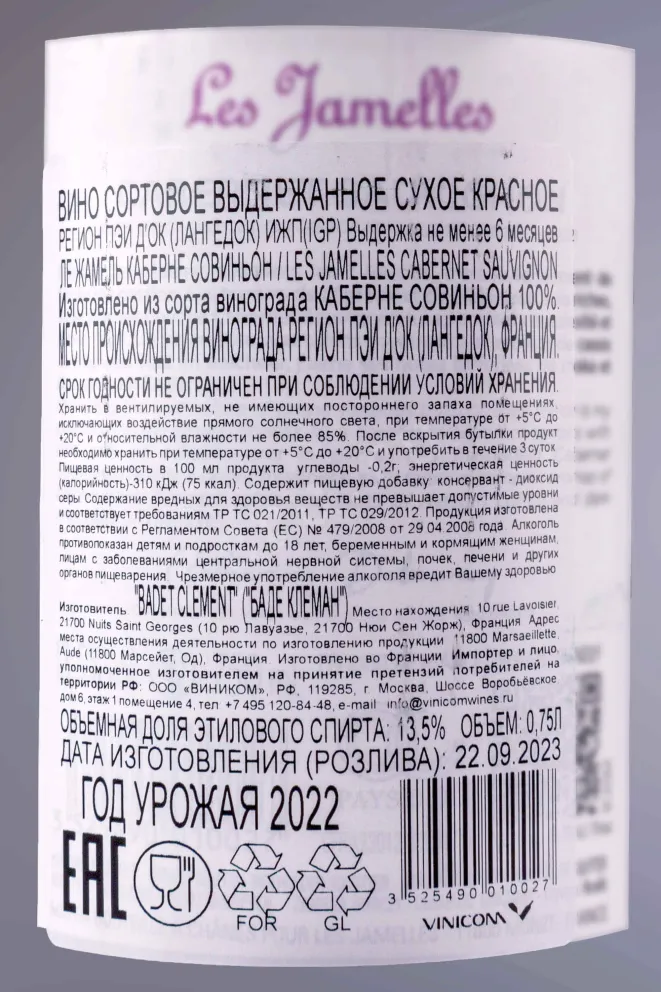 Les Jamelles
ВИНО СОРТОВОЕ ВЫДЕРЖАННОЕ СУХОЕ КРАСНОЕ
РЕГИОН ПЭИ Д'ОК (ЛАНГЕДОК) ИЖП(IGP) Выдержка не менее 6 месяцев
ЛЕ ЖАМЕЛЬ КАБЕРНЕ СОВИНЬОН / LES JAMELLES CABERNET SAUVIGNON
Изготовлено из сорта винограда КАБЕРНЕ СОВИНЬОН 100%.
МЕСТО ПРОИСХОЖДЕНИЯ ВИНОГРАДА РЕГИОН ПЭИ Д'ОК (ЛАНГЕДОК), ФРАНЦИЯ.
СРОК ГОДНОСТИ НЕ ОГРАНИЧЕН ПРИ СОБЛЮДЕНИИ УСЛОВИЙ ХРАНЕНИЯ.
Хранить в вентилируемых, не имеющих постороннего запаха помещениях,
исключающих воздействие прямого солнечного света, при температуре от +5°С до
+20°С и относительной влажности не более 85%. После вскрытия бутылки продукт
необходимо хранить при температуре от +5°С до +20°С и употребить в течение 3 суток
Пищевая ценность в 100 мл продукта углеводы -0,2г; энергетическая ценность
(калорийность)-310 кДж (75 ккал). Содержит пищевую добавку консервант - диоксид
серы Содержание вредных для здоровья веществ не превышает допустимые уровни
и соответствует требованиям ТР ТС 021/2011, ТР ТС 029/2012. Продукция изготовлена
в соответствии с Регламентом Совета (ЕС) № 479/2008 от 29 04 2008 года. Алкоголь
противопоказан детям и подросткам до 18 лет, беременным и кормящим женщинам,
лицам с заболеваниями центральной нервной системы, почек, печени и других
органов пищеварения. Чрезмерное употребление алкоголя вредит Вашему здоровью
Изготовитель "BADET CLEMENT" ("БАДЕ КЛЕМАН") Место нахождения 10 rue Lavoisier,
21700 Nuits Saint Georges (10 рю Лавуазье, 21700 Нюи Сен Жорж), Франция. Адрес
места осуществления деятельности по изготовлению продукции 11800 Marsaeillette,
Aude (11800 Марсейет, Од), Франция. Изготовлено во Франции Импортер и лицо,
уполномоченное изготовителем на принятие претензий потребителей на
территории РФ: ООО «ВИНИКОМ», РФ, 119285, г Москва, Шоссе Воробьёвское,
дом 6, этаж 1 помещение 4, тел. +7 495 120-84-48, e-mail info@vinicomwines.ru
ОБЪЕМНАЯ ДОЛЯ ЭТИЛОВОГО СПИРТА: 13,5% ОБЪЕМ: 0,75Л
ДАТА ИЗГОТОВЛЕНИЯ (РОЗЛИВА): 22.09.2023
ГОД УРОЖАЯ 2022
EAC
FOR GL
3 525490 010027
VINICOM